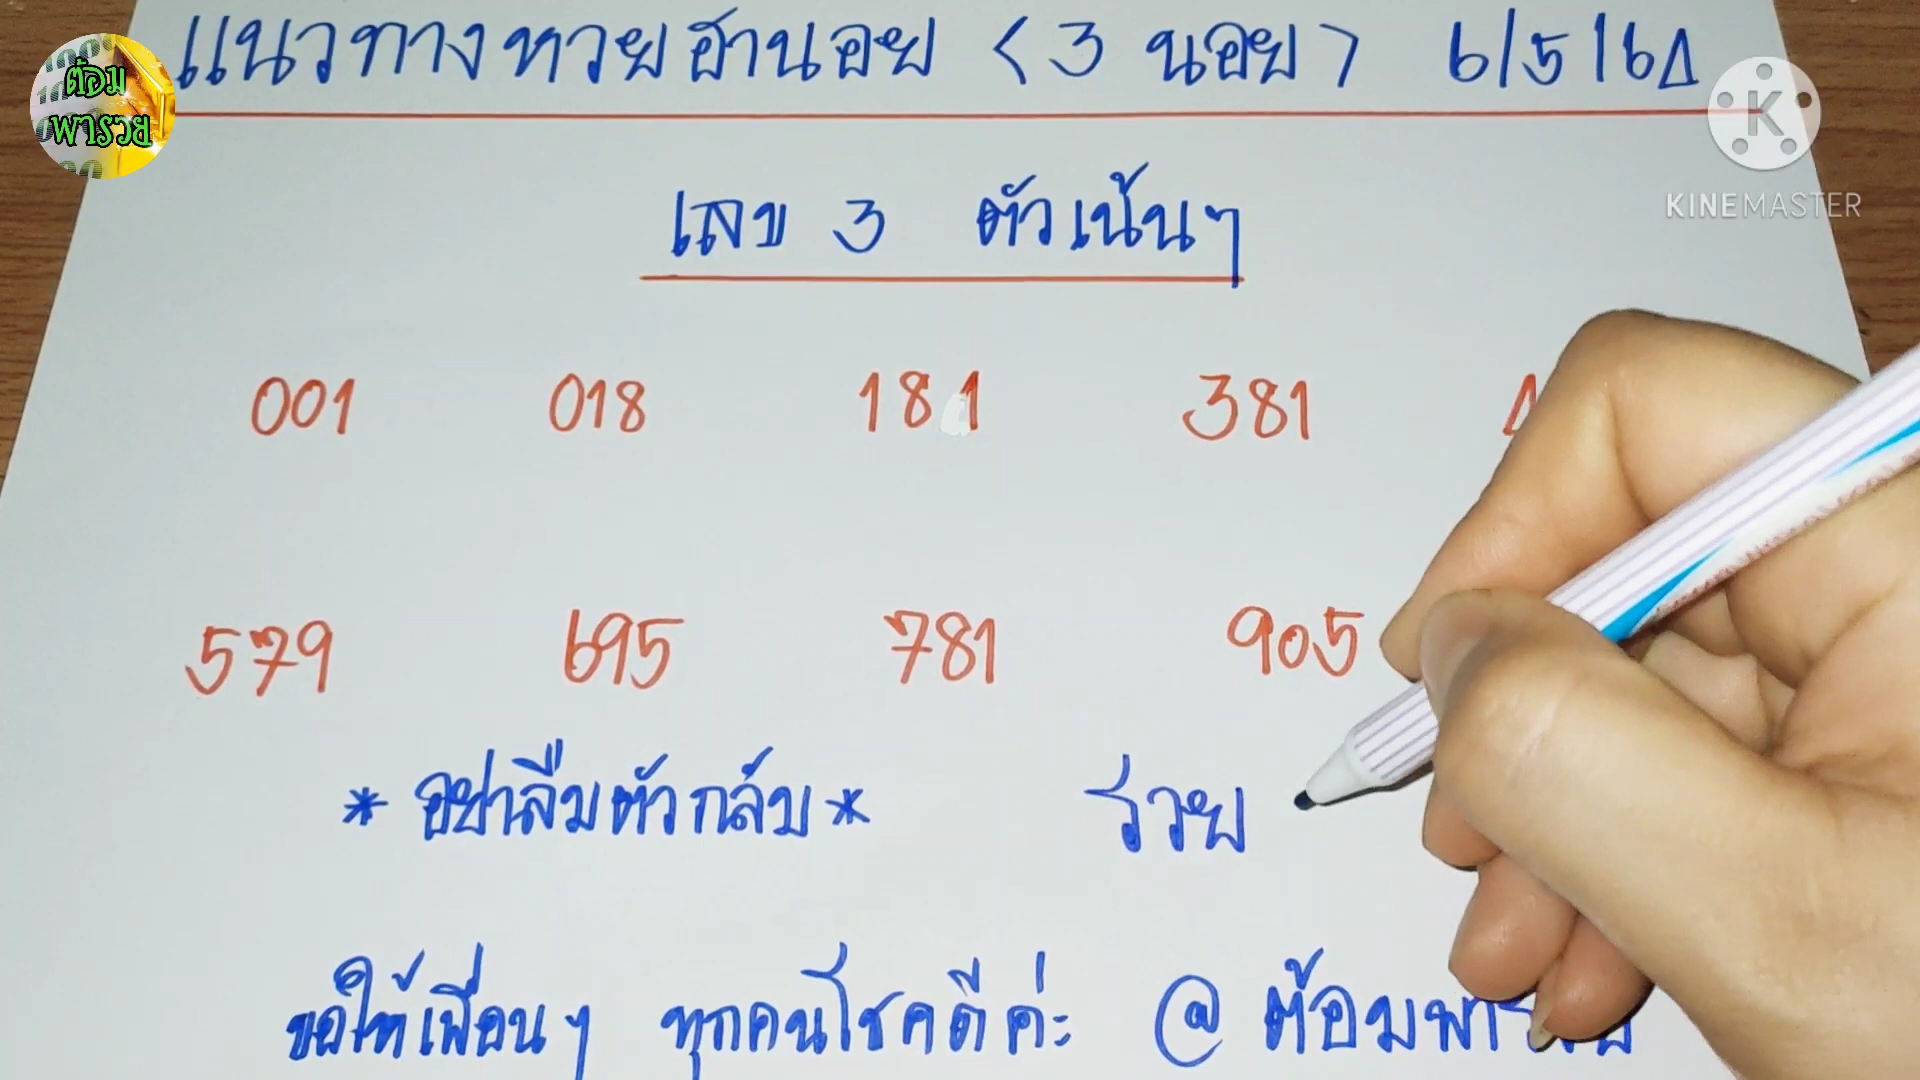 แนวทางหวยฮานอย <3 นอย> 6/5/64
ต้อม
พารวย
KINEMASTER
เลข 3 ตัวเน้นๆ
001 018 181 381
579 695 781 905
*อย่าลืมตัวกลับ* รวย
ขอให้เพื่อนๆ ทุกคนโชคดีค่ะ @ต้อมพารวย